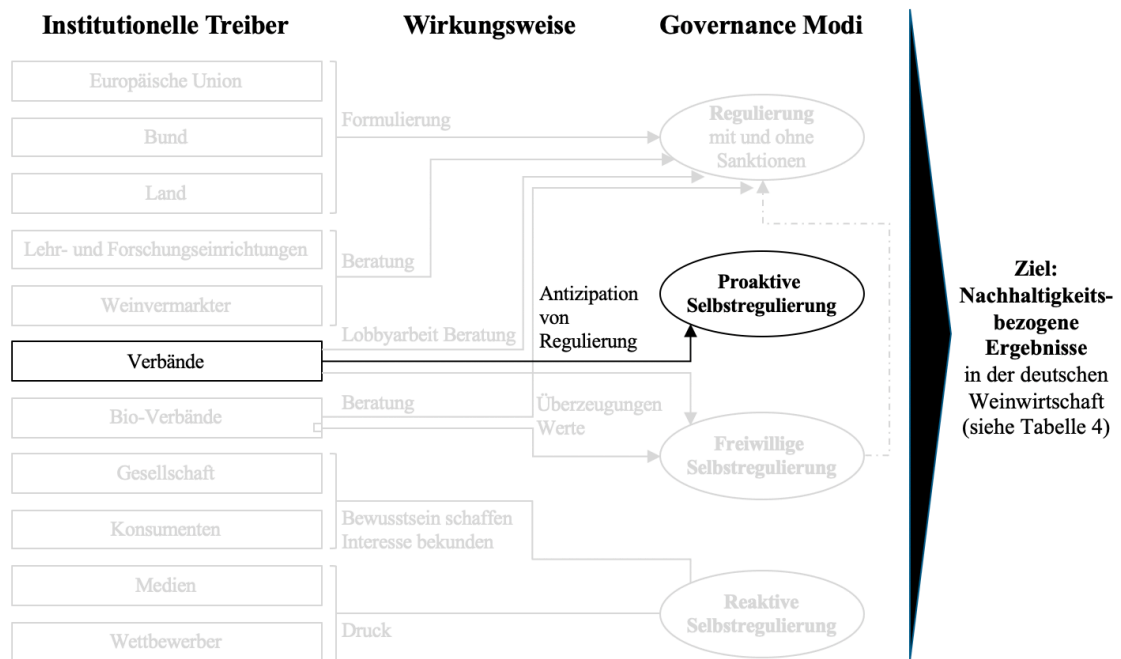 Institutionelle Treiber
Wirkungsweise
Governance Modi
Europäische Union
Bund
Land
Lehr- und Forschungseinrichtungen
Weinvermarkter
Verbände
Bio-Verbände
Gesellschaft
Konsumenten
Medien
Wettbewerber
Formulierung
Beratung
Lobbyarbeit Beratung
Antizipation
von
Regulierung
Beratung
Überzeugungen
Werte
Bewusstsein schaffen
Interesse bekunden
Druck
Regulierung
mit und ohne
Sanktionen
Proaktive
Selbstregulierung
Freiwillige
Selbstregulierung
Reaktive
Selbstregulierung
Ziel:
Nachhaltigkeits-
bezogene
Ergebnisse
in der deutschen
Weinwirtschaft
(siehe Tabelle 4)